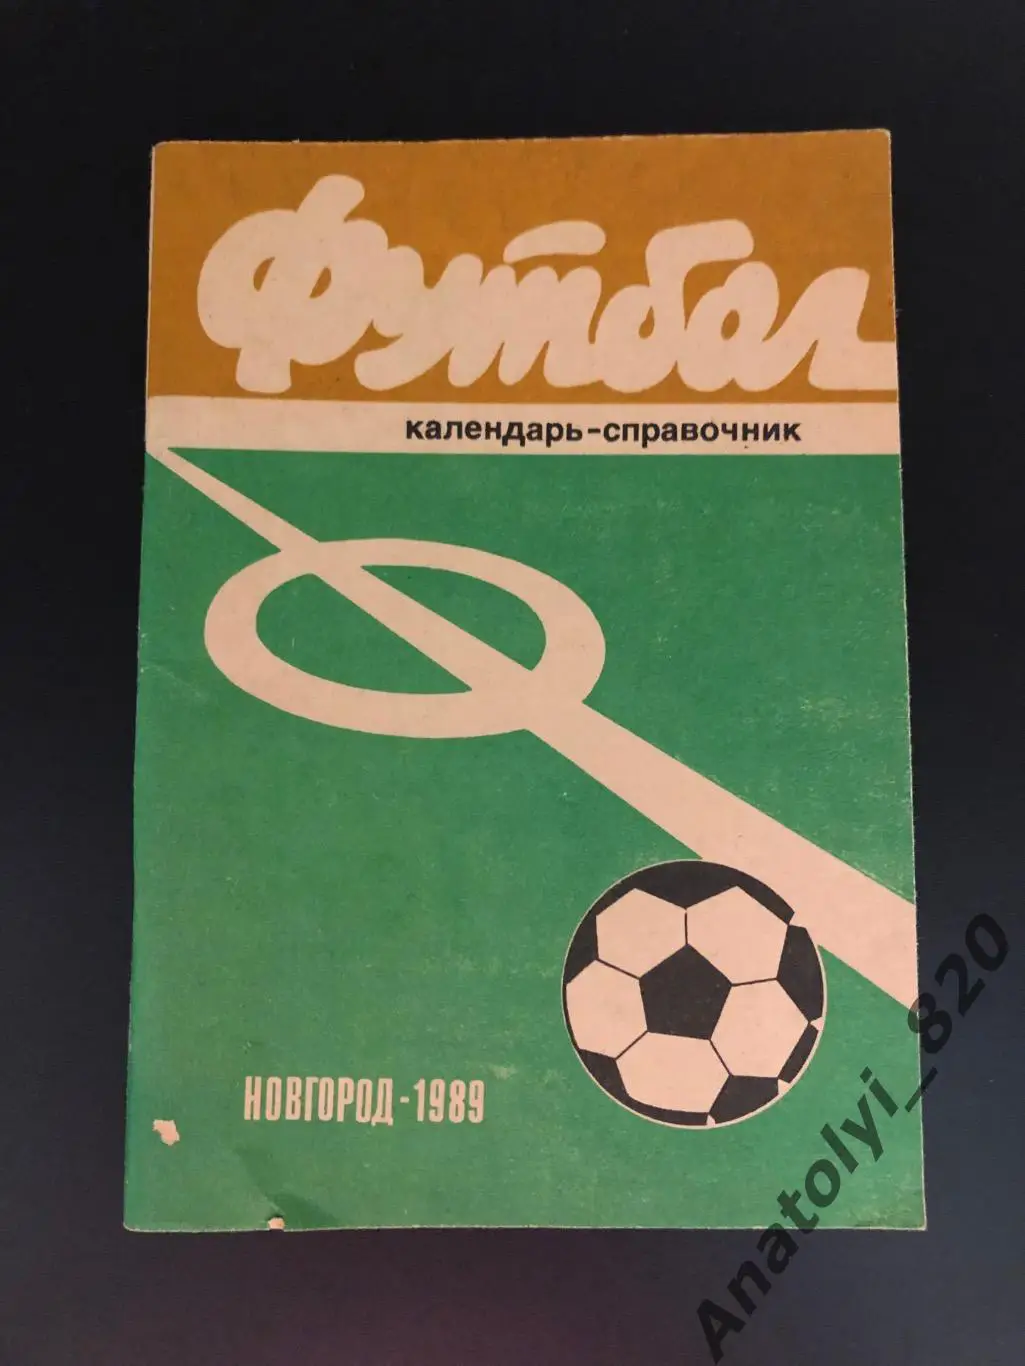 Футбол
календарь-справочник
НОВГОРОД-1989
Anatolyi_820